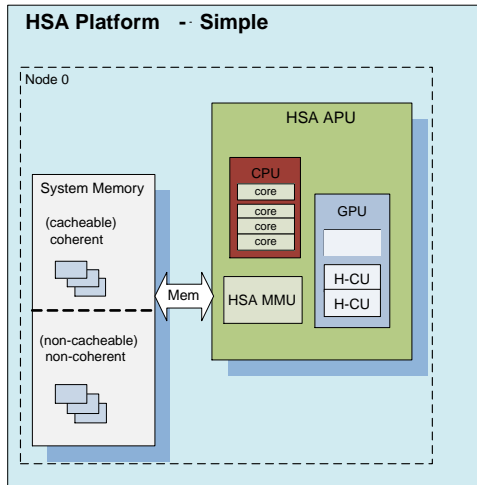 HSA Platform - - Simple
Node 0
HSA APU
CPU
core
core
core
core
GPU
H-CU
H-CU
HSA MMU
System Memory
(cacheable)
coherent
Mem
(non-cacheable)
non-coherent